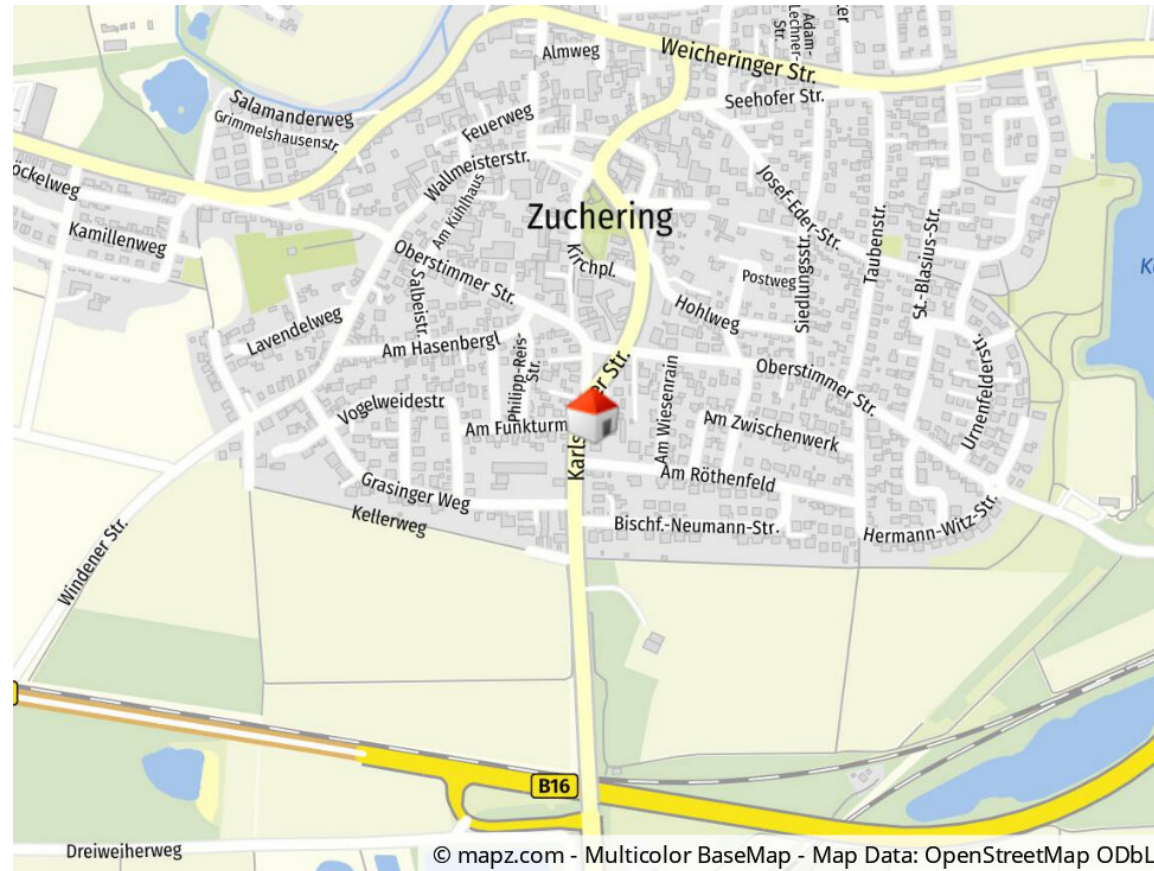 Adam-
Lechner-
Str.
Almweg
Weicheringer Str.
Seehofer Str.
Salamanderweg
Grimmelshausenstr.
Feuerweg
Wallmeisterstr.
Am Kühlhaus
Josef-Eder-Str.
Kamillenweg
Zuchering
Kirchpl.
Oberstimmer Str.
Salbeistr.
Postweg
Siedlungsstr.
Taubenstr.
St.-Blasius-Str.
Hohlweg
Lavendelweg
Am Hasenbergl
Philipp-Reis-
Str.
Oberstimmer Str.
Urnenfelderstr.
Vogelweidestr.
Am Funkturm
Am Wiesenrain
Am Zwischenwerk
Karls
er Str.
Am Röthenfeld
Grasinger Weg
Kellerweg
Bischf.-Neumann-Str.
Hermann-Witz-Str.
Windener Str.
B16
Dreiweiherweg
© mapz.com - Multicolor BaseMap - Map Data: OpenStreetMap ODbL